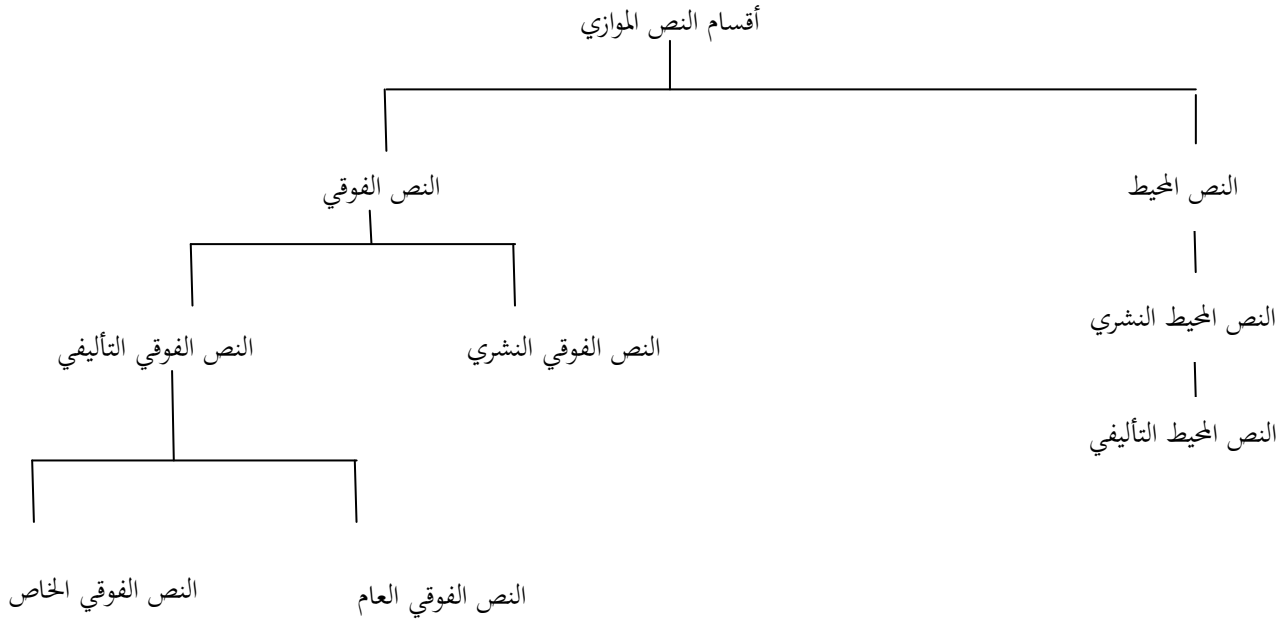 أقسام النص الموازي
النص المحيط
النص الفوقي
النص المحيط النشري
النص الفوقي النشري
النص الفوقي التأليفي
النص المحيط التأليفي
النص الفوقي العام
النص الفوقي الخاص